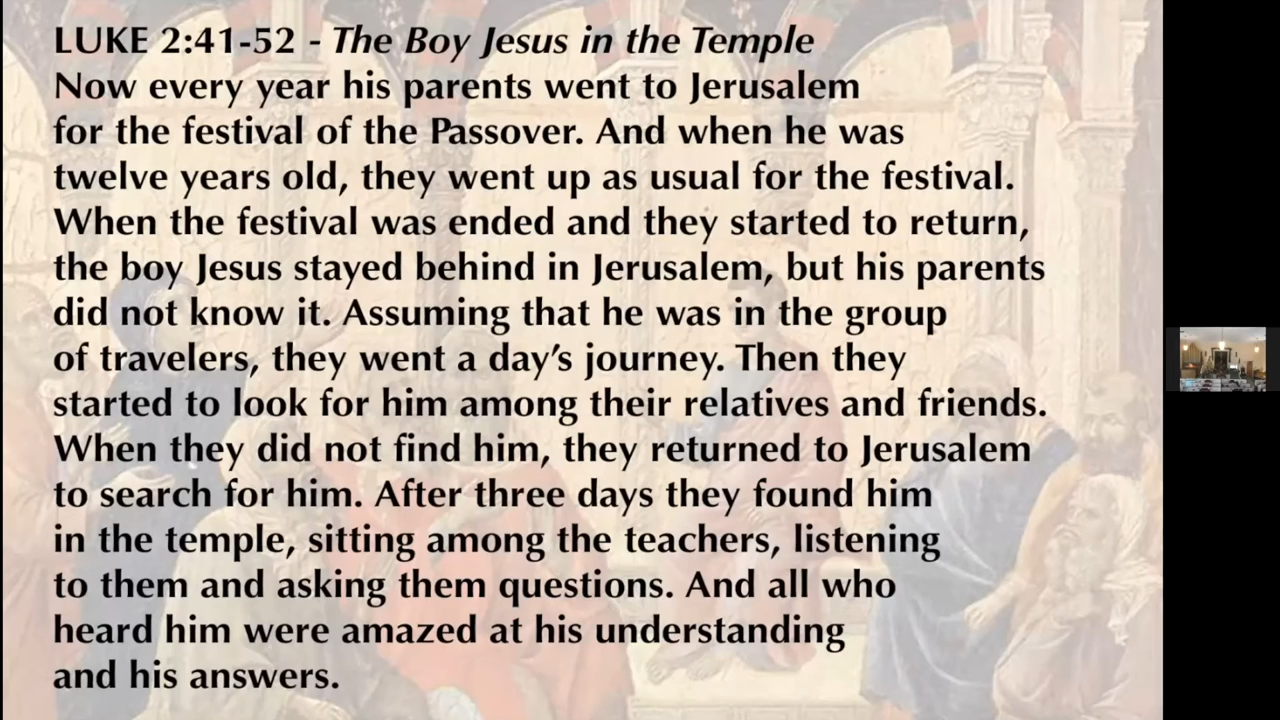 LUKE 2:41-52 - The Boy Jesus in the Temple
Now every year his parents went to Jerusalem
for the festival of the Passover. And when he was
twelve years old, they went up as usual for the festival.
When the festival was ended and they started to return,
the boy Jesus stayed behind in Jerusalem, but his parents
did not know it. Assuming that he was in the group
of travelers, they went a day’s journey. Then they
started to look for him among their relatives and friends.
When they did not find him, they returned to Jerusalem
to search for him. After three days they found him
in the temple, sitting among the teachers, listening
to them and asking them questions. And all who
heard him were amazed at his understanding
and his answers.